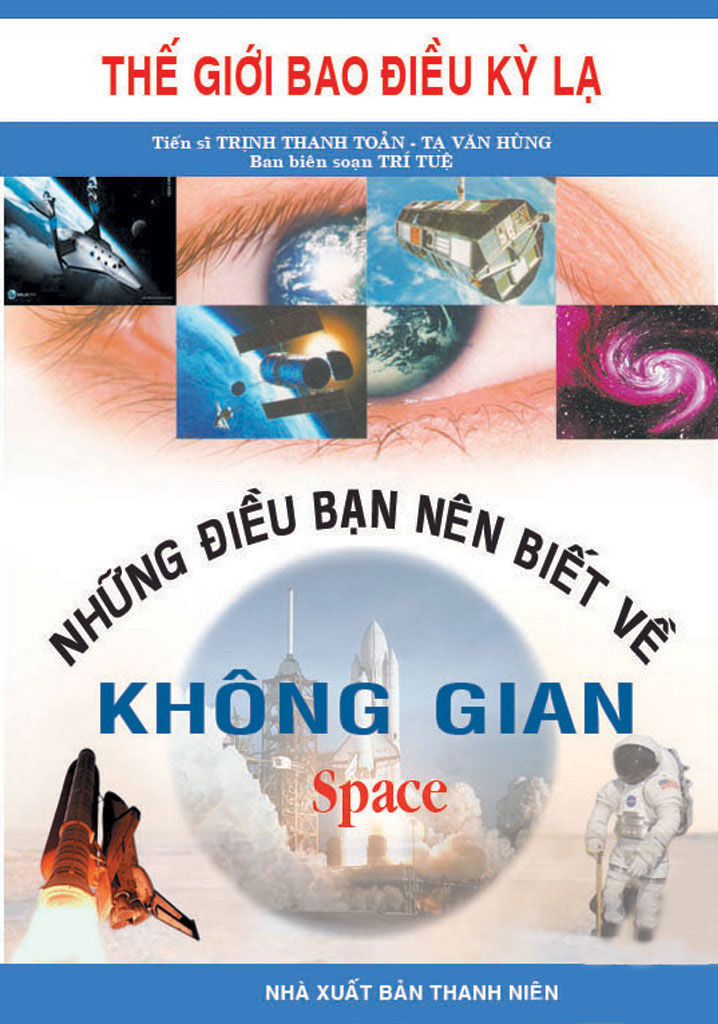 THẾ GIỚI BAO ĐIỀU KỲ LẠ
Tiến sĩ TRỊNH THANH TOẢN - TẠ VĂN HÙNG
Ban biên soạn TRÍ TUỆ
NHỮNG ĐIỀU BẠN NÊN BIẾT VỀ
KHÔNG GIAN
Space
NHÀ XUẤT BẢN THANH NIÊN